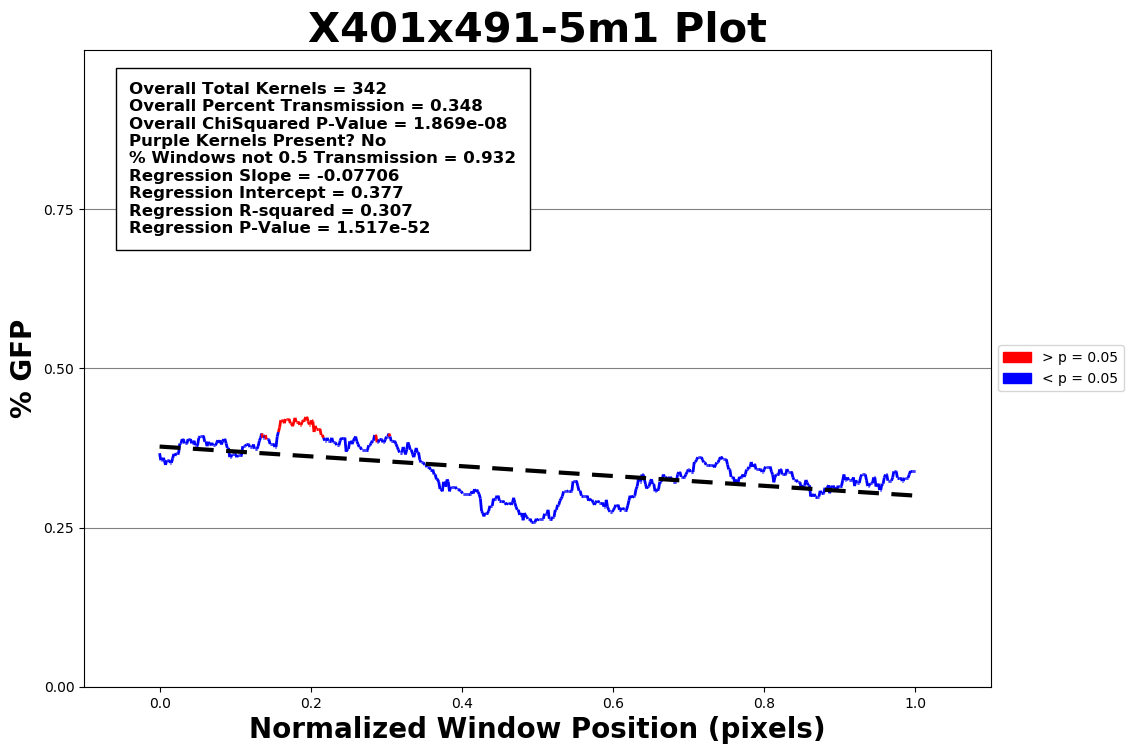 X401x491-5m1 Plot
Overall Total Kernels = 342
Overall Percent Transmission = 0.348
Overall ChiSquared P-Value = 1.869e-08
Purple Kernels Present? No
% Windows not 0.5 Transmission = 0.932
Regression Slope = -0.07706
Regression Intercept = 0.377
Regression R-squared = 0.307
Regression P-Value = 1.517e-52
0.75
0.50
0.25
0.00
% GFP
> p = 0.05
< p = 0.05
0.0 0.2 0.4 0.6 0.8 1.0
Normalized Window Position (pixels)